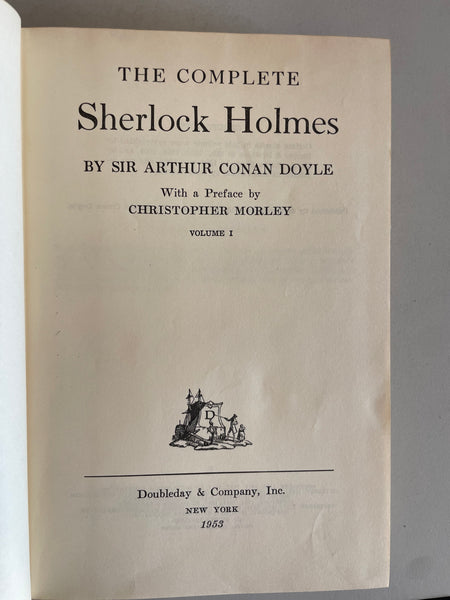 THE COMPLETE
Sherlock Holmes
BY SIR ARTHUR CONAN DOYLE
With a Preface by
CHRISTOPHER MORLEY
VOLUME I
D
Doubleday & Company, Inc.
NEW YORK
1953